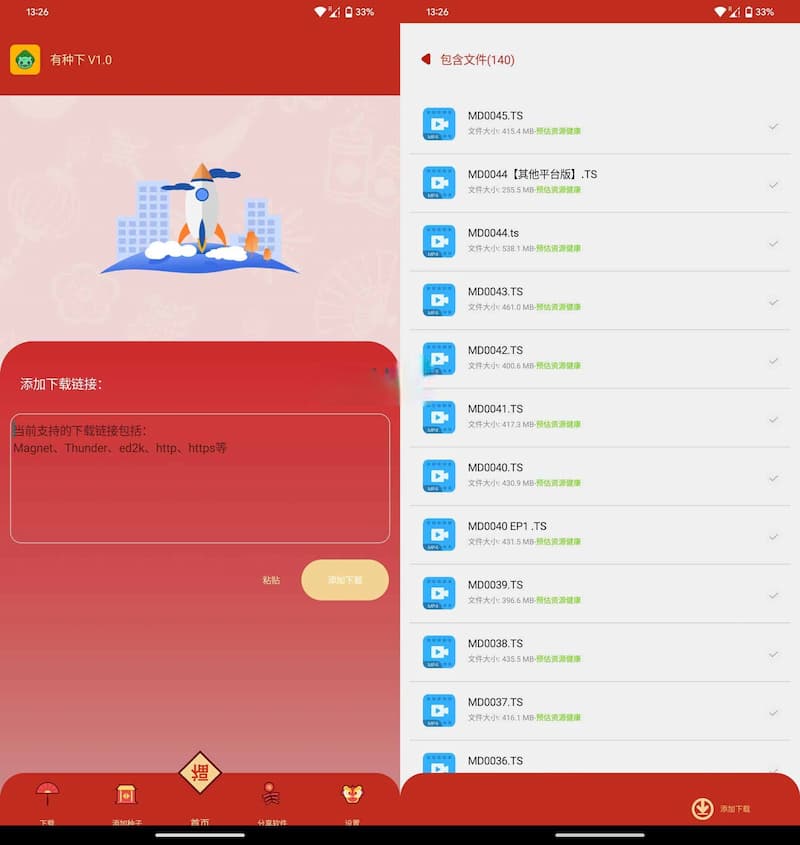 13:26
33%
有种下 V1.0
添加下载链接：
当前支持的下载链接包括：
Magnet、Thunder、ed2k、http、https等
粘贴
添加下载
福
下载
添加种子
首页
分享软件
设置
13:26
33%
包含文件(140)
MD0045.TS
文件大小: 415.4 MB-预估资源健康
MD0044【其他平台版】.TS
文件大小: 255.5 MB-预估资源健康
MD0044.ts
文件大小: 538.1 MB-预估资源健康
MD0043.TS
文件大小: 461.0 MB-预估资源健康
MD0042.TS
文件大小: 400.6 MB-预估资源健康
MD0041.TS
文件大小: 417.3 MB-预估资源健康
MD0040.TS
文件大小: 430.9 MB-预估资源健康
MD0040 EP1 .TS
文件大小: 431.5 MB-预估资源健康
MD0039.TS
文件大小: 396.6 MB-预估资源健康
MD0038.TS
文件大小: 435.5 MB-预估资源健康
MD0037.TS
文件大小: 416.1 MB-预估资源健康
MD0036.TS
添加下载